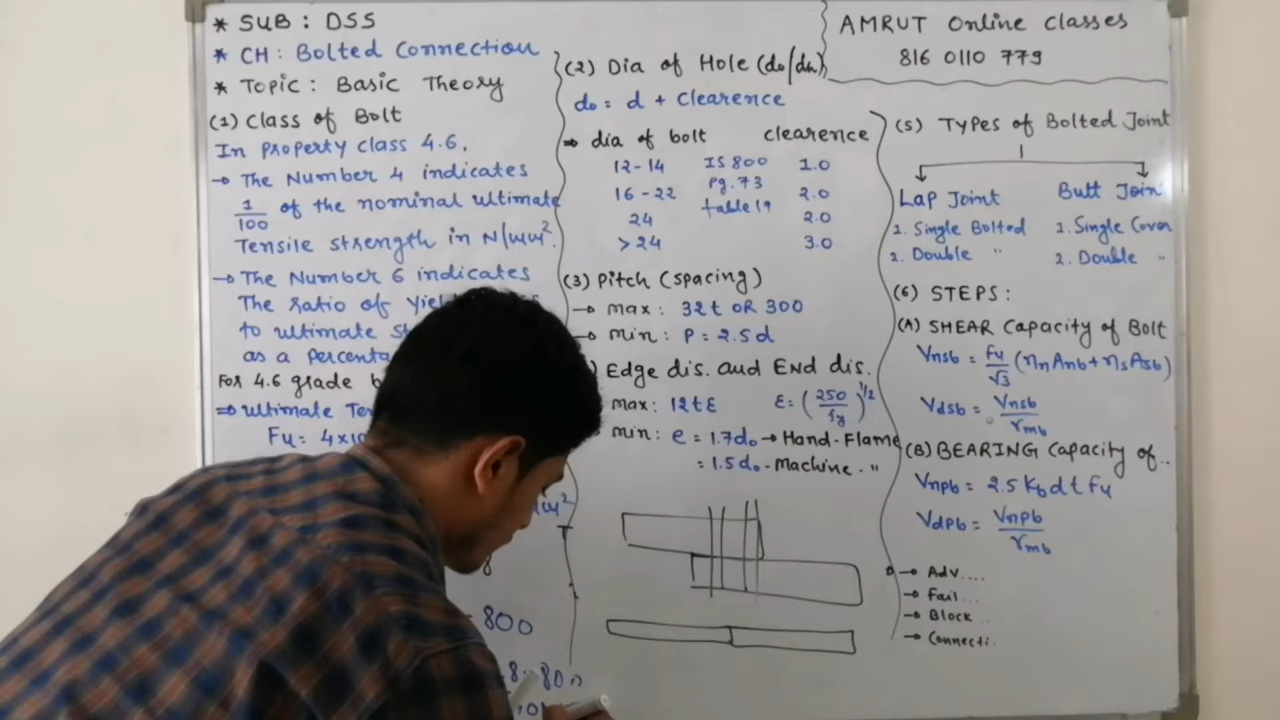 * SUB : DSS
* CH : Bolted Connection
* TOPIC : Basic Theory
(1) Class of Bolt
In property class 4.6,
→ The Number 4 indicates
1/100 of the nominal ultimate
Tensile strength in N/mm².
→ The Number 6 indicates
The ratio of
to ultimate
as a
For 4.6 grade
⇒ ultimate
Fu =
800
(2) Dia of Hole (do/dh)
do = d + Clearence
⇒ dia of bolt clearence
12-14 IS 800 1.0
16-22 Pg. 73 2.0
24 table 19 2.0
>24 3.0
(3) Pitch (spacing)
→ max : 32t OR 300
→ min : P = 2.5d
Edge dis. and End dis.
max : 12tε ε = (250/fy)^1/2
min : e = 1.7do → Hand-Flame
= 1.5do - Machine - "
AMRUT Online Classes
816 0110 779
(5) Types of Bolted Joint
Lap Joint Butt Join
1. Single Bolted 1. Single Cover
2. Double " 2. Double "
(6) STEPS :
(A) SHEAR Capacity of Bolt
Vnsb = Fu/√3 (ηn Anb + ηs Asb)
Vdsb = Vnsb/γmb
(B) BEARING Capacity of..
Vnpb = 2.5 Kb d t Fu
Vdpb = Vnpb/γmb
→ Adv....
→ Fail...
→ Block..
→ Connecti.